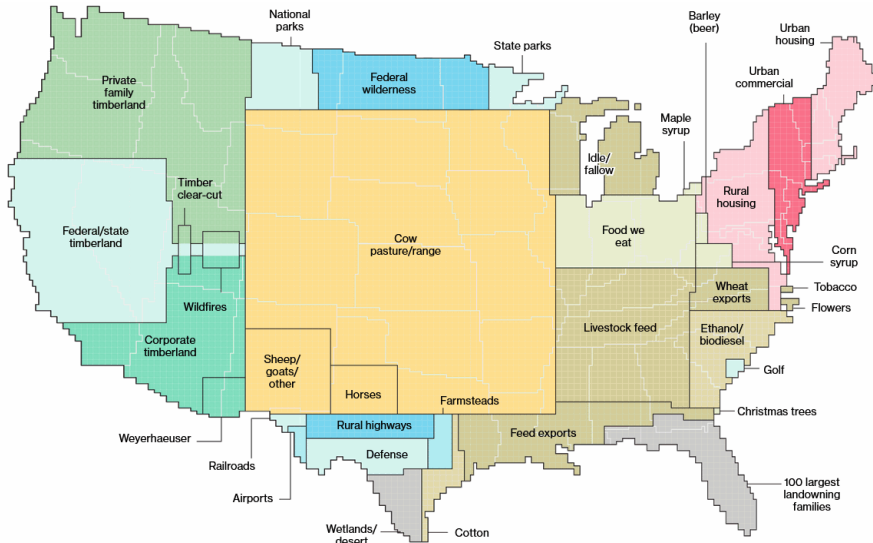 National
parks
State parks
Barley
(beer)
Urban
housing
Private
family
timberland
Federal
wilderness
Urban
commercial
Maple
syrup
Idle/
fallow
Timber
clear-cut
Rural
housing
Federal/state
timberland
Cow
pasture/range
Food we
eat
Corn
syrup
Wildfires
Wheat
exports
Tobacco
Flowers
Corporate
timberland
Livestock feed
Ethanol/
biodiesel
Sheep/
goats/
other
Golf
Horses
Farmsteads
Christmas trees
Weyerhaeuser
Rural highways
Feed exports
Railroads
Defense
Airports
100 largest
landowning
families
Wetlands/
desert
Cotton